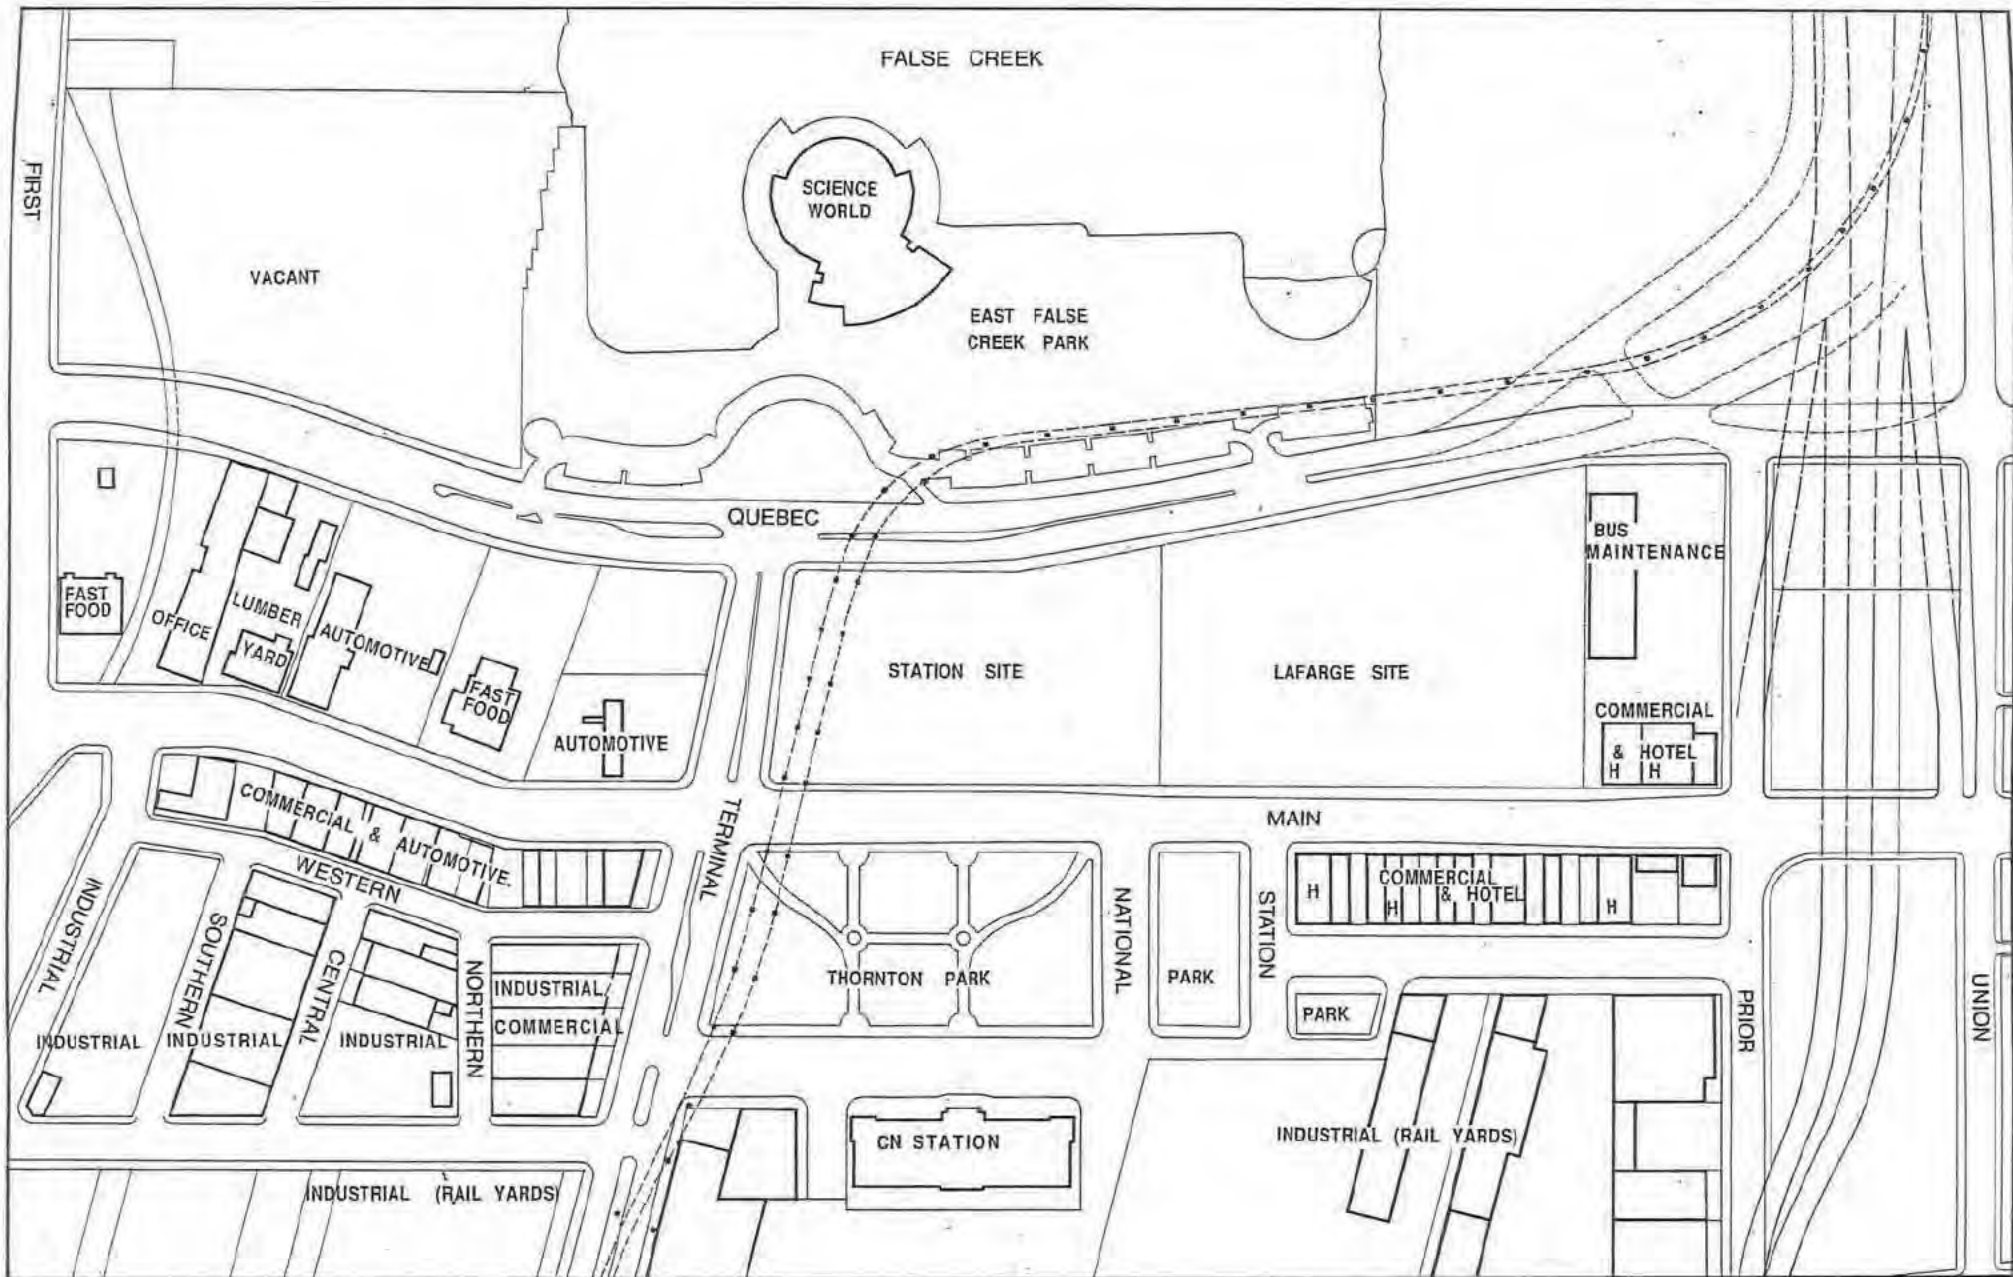 FALSE CREEK
FIRST
SCIENCE
WORLD
VACANT
EAST FALSE
CREEK PARK
QUEBEC
BUS
MAINTENANCE
FAST
FOOD
OFFICE
LUMBER
YARD
AUTOMOTIVE
FAST
FOOD
AUTOMOTIVE
STATION SITE
LAFARGE SITE
COMMERCIAL
& HOTEL
H H
TERMINAL
MAIN
COMMERCIAL & AUTOMOTIVE
WESTERN
INDUSTRIAL
SOUTHERN
CENTRAL
NORTHERN
NATIONAL
STATION
COMMERCIAL
& HOTEL
H
H
H
THORNTON PARK
PARK
PARK
PRIOR
UNION
INDUSTRIAL
COMMERCIAL
INDUSTRIAL
INDUSTRIAL
INDUSTRIAL
CN STATION
INDUSTRIAL (RAIL YARDS)
INDUSTRIAL (RAIL YARDS)